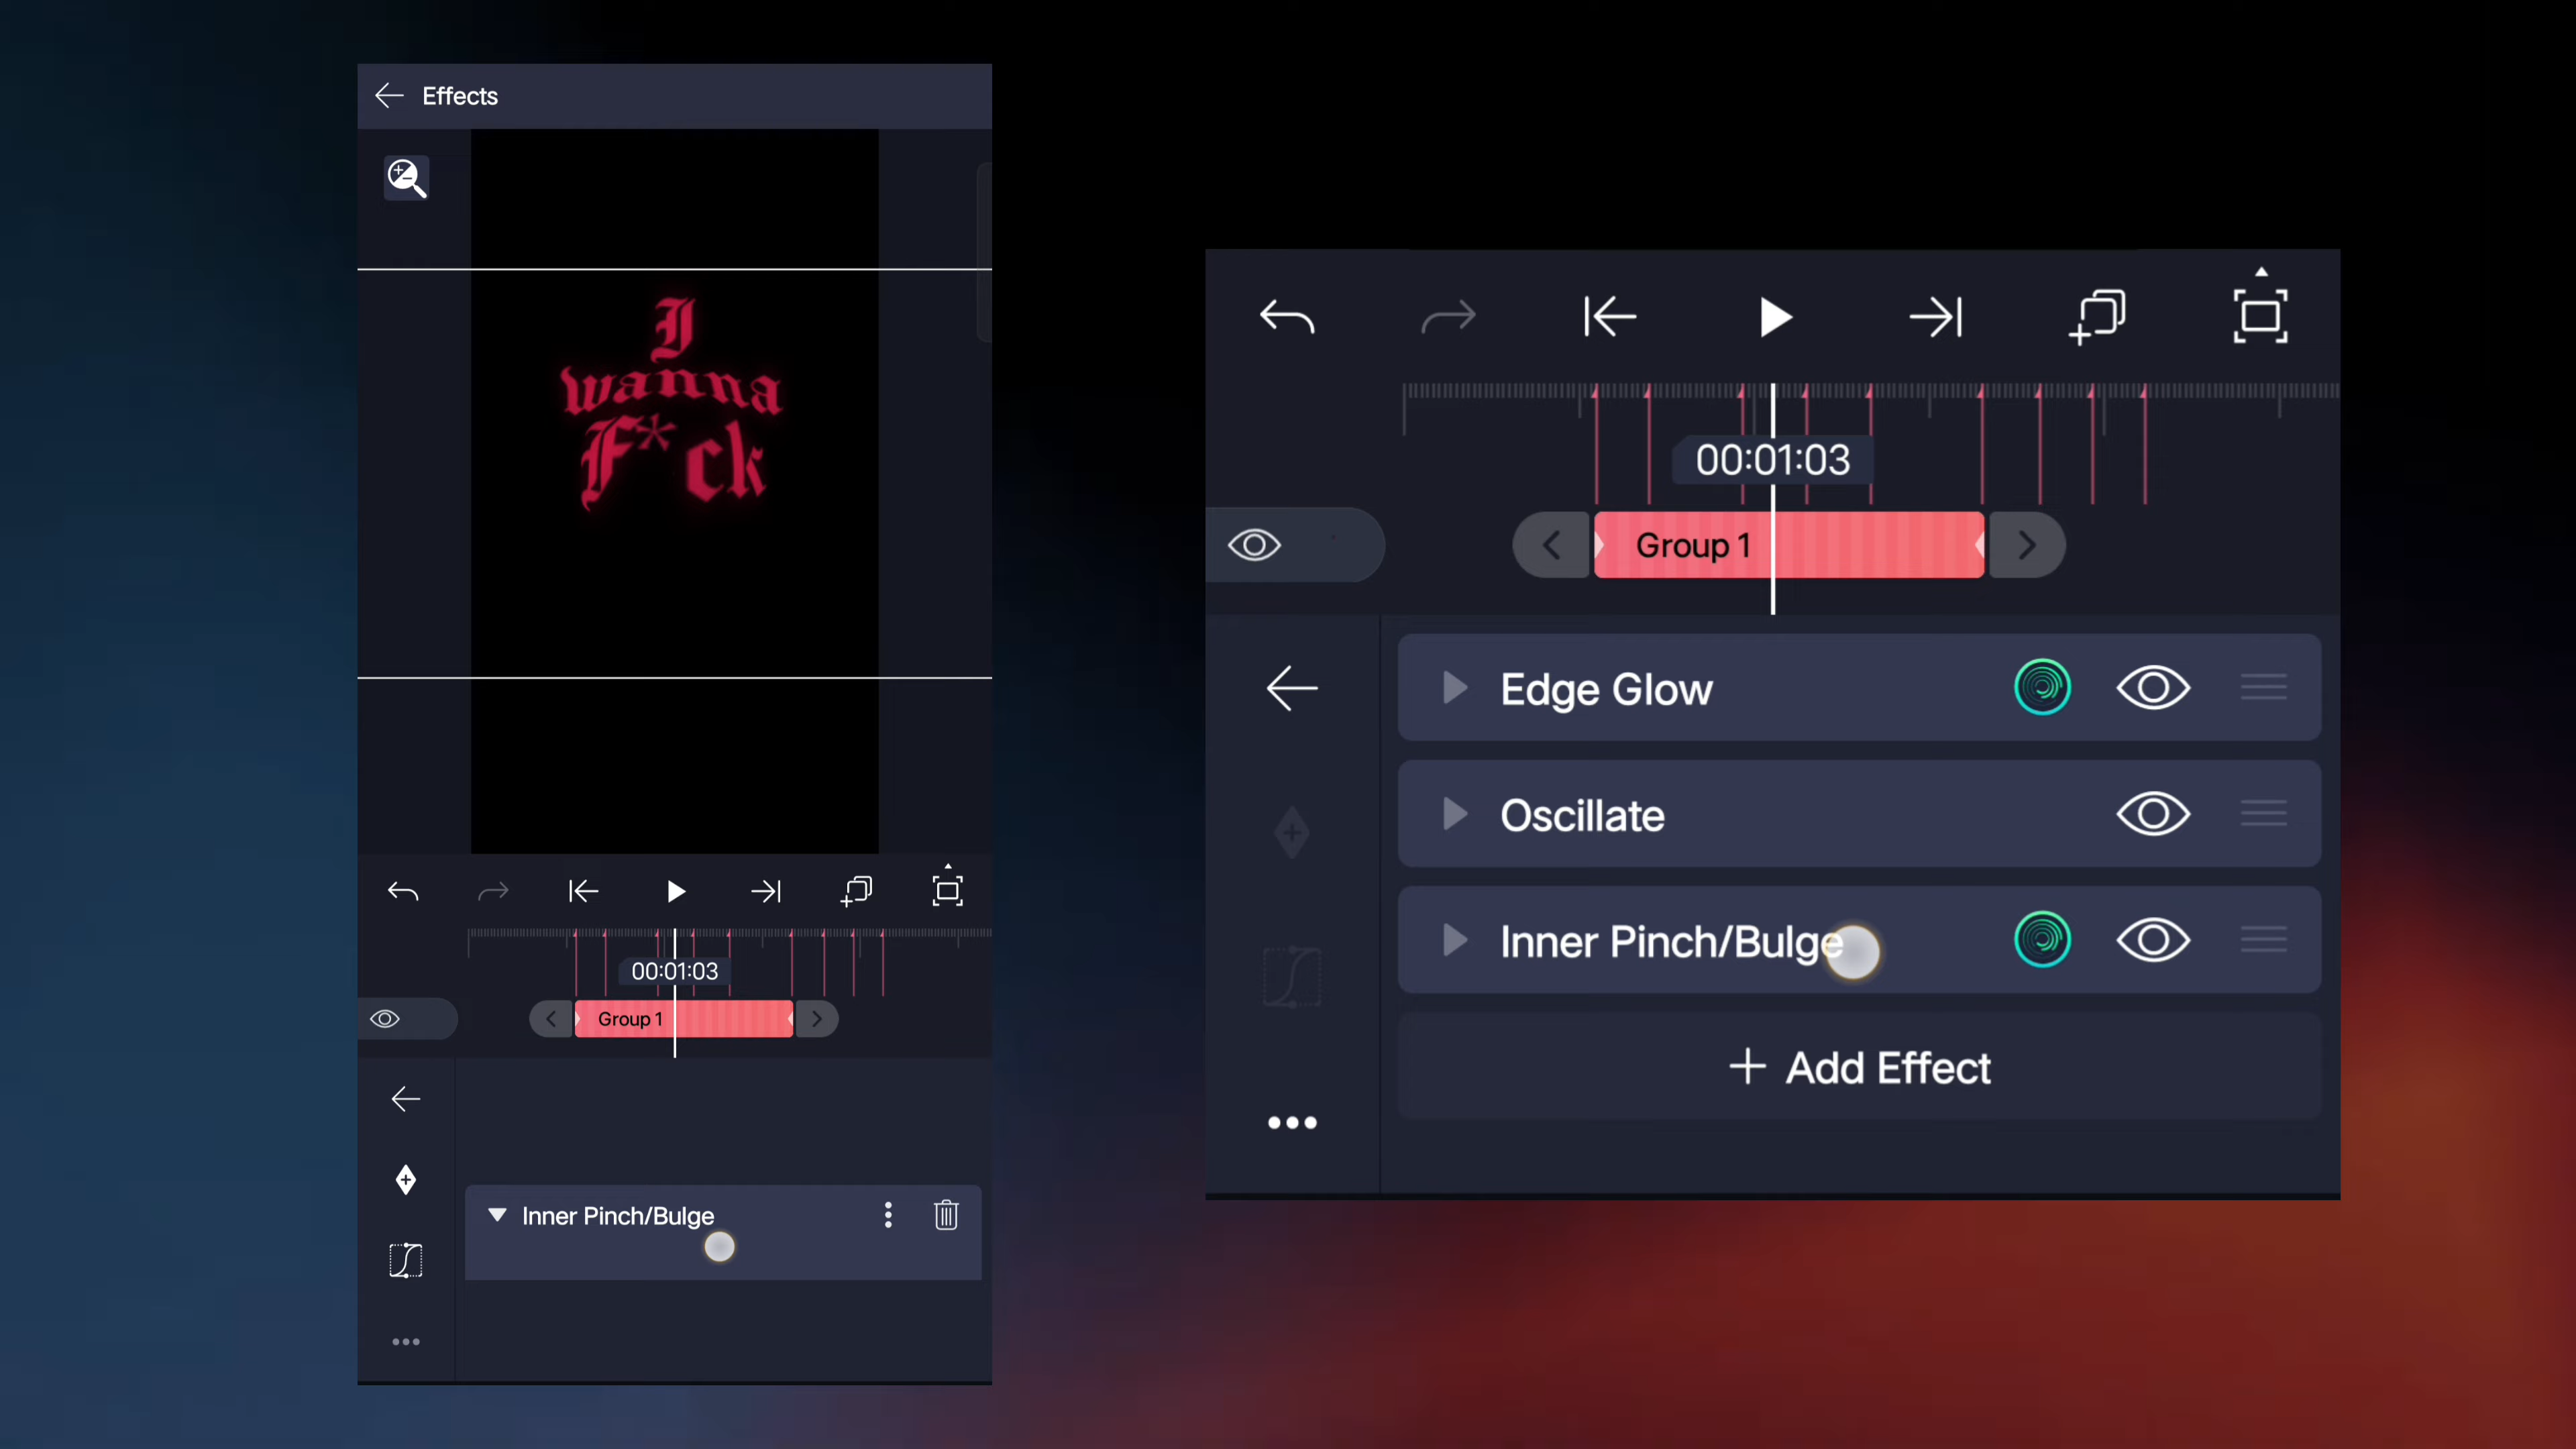 Effects
I
wanna
F*ck
00:01:03
Group 1
Inner Pinch/Bulge
00:01:03
Group 1
Edge Glow
Oscillate
Inner Pinch/Bulge
Add Effect